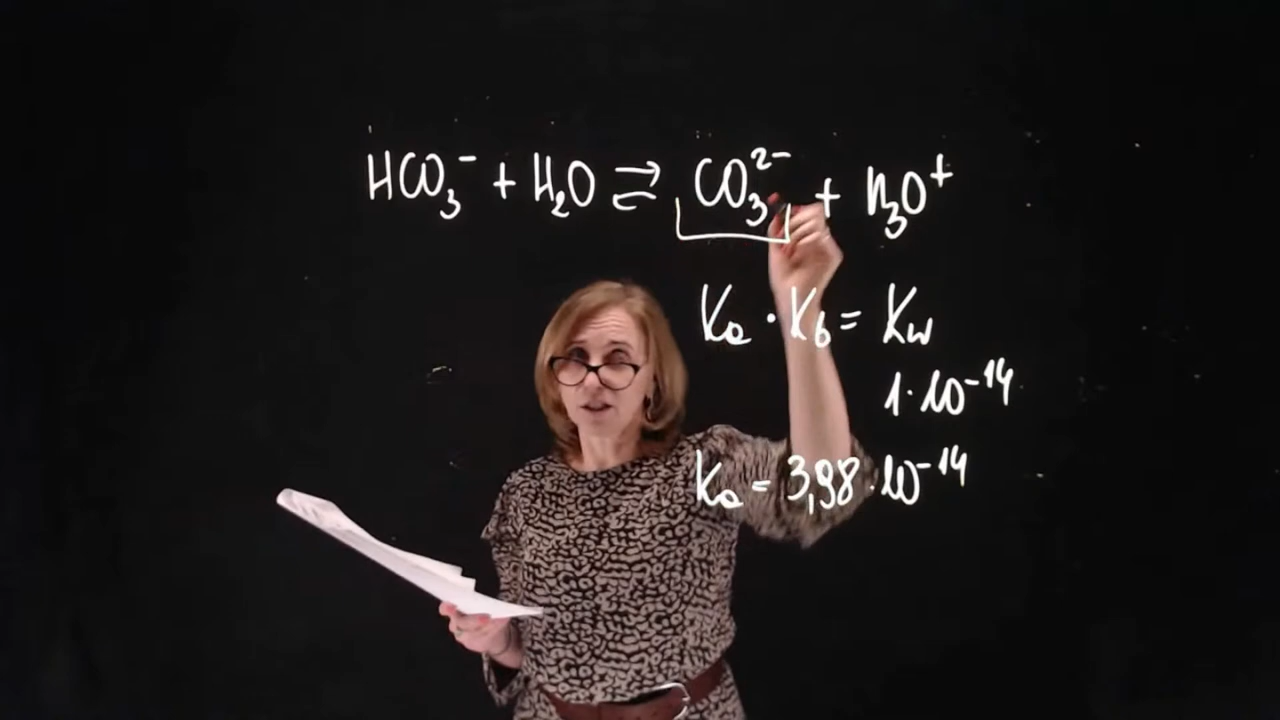 HCO₃⁻ + H₂O ⇌ CO₃²⁻ + H₃O⁺
Ka · Kb = Kw
1·10⁻¹⁴
Ka = 3,98·10⁻¹⁴